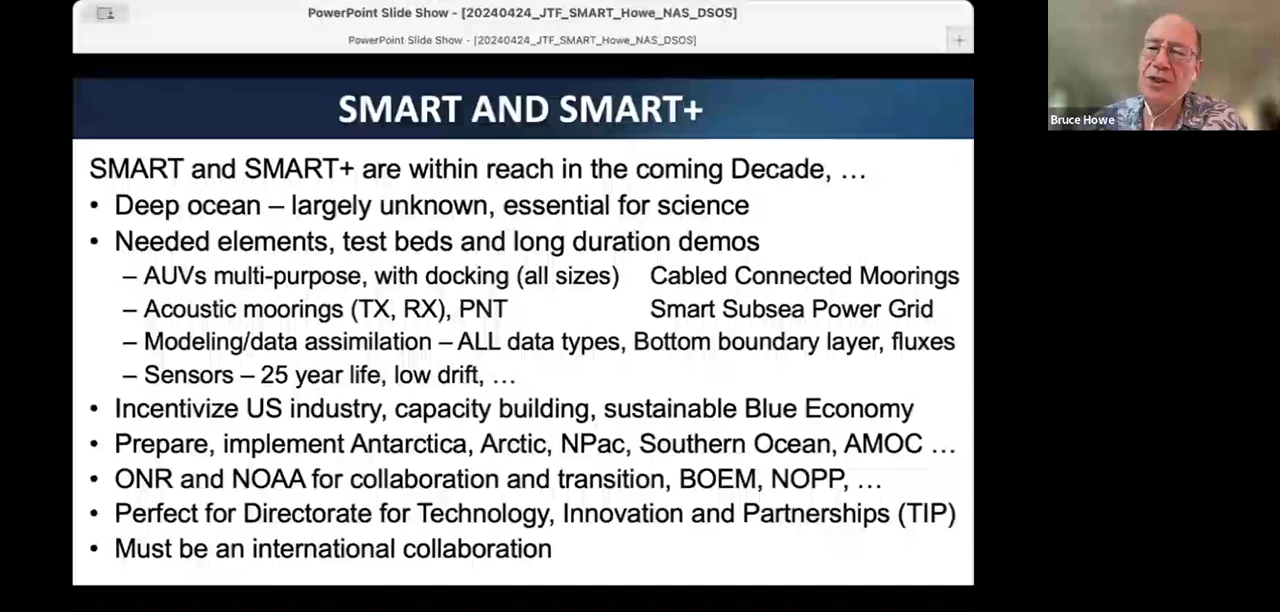 PowerPoint Slide Show - [20240424_JTF_SMART_Howe_NAS_DSOS]
PowerPoint Slide Show - [20240424_JTF_SMART_Howe_NAS_DSOS]
SMART AND SMART+
SMART and SMART+ are within reach in the coming Decade, …
• Deep ocean – largely unknown, essential for science
• Needed elements, test beds and long duration demos
– AUVs multi-purpose, with docking (all sizes) Cabled Connected Moorings
– Acoustic moorings (TX, RX), PNT Smart Subsea Power Grid
– Modeling/data assimilation – ALL data types, Bottom boundary layer, fluxes
– Sensors – 25 year life, low drift, …
• Incentivize US industry, capacity building, sustainable Blue Economy
• Prepare, implement Antarctica, Arctic, NPac, Southern Ocean, AMOC …
• ONR and NOAA for collaboration and transition, BOEM, NOPP, …
• Perfect for Directorate for Technology, Innovation and Partnerships (TIP)
• Must be an international collaboration
Bruce Howe